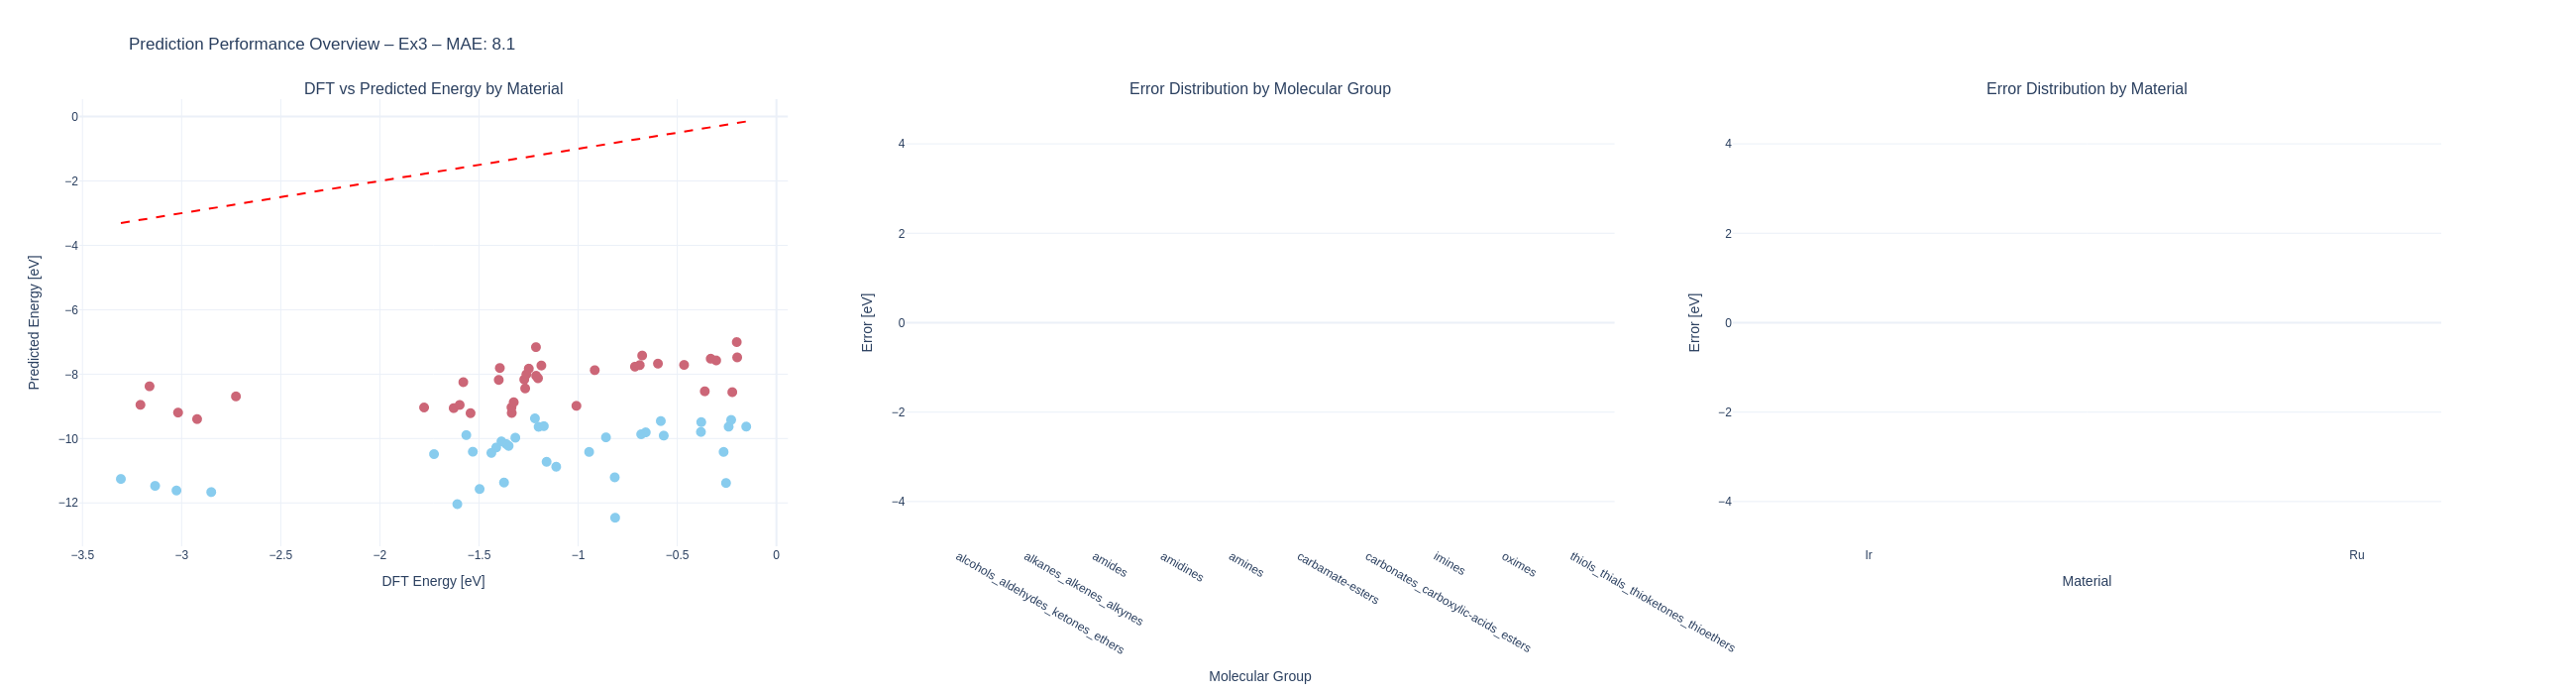 Prediction Performance Overview – Ex3 – MAE: 8.1
DFT vs Predicted Energy by Material
0
−2
−4
−6
−8
−10
−12
Predicted Energy [eV]
−3.5
−3
−2.5
−2
−1.5
−1
−0.5
0
DFT Energy [eV]
Error Distribution by Molecular Group
4
2
0
−2
−4
Error [eV]
alcohols_aldehydes_ketones_ethers
alkanes_alkenes_alkynes
amides
amidines
amines
carbamate-esters
carbonates_carboxylic-acids_esters
imines
oximes
thiols_thials_thioketones_thioethers
Molecular Group
Error Distribution by Material
4
2
0
−2
−4
Error [eV]
Ir
Ru
Material